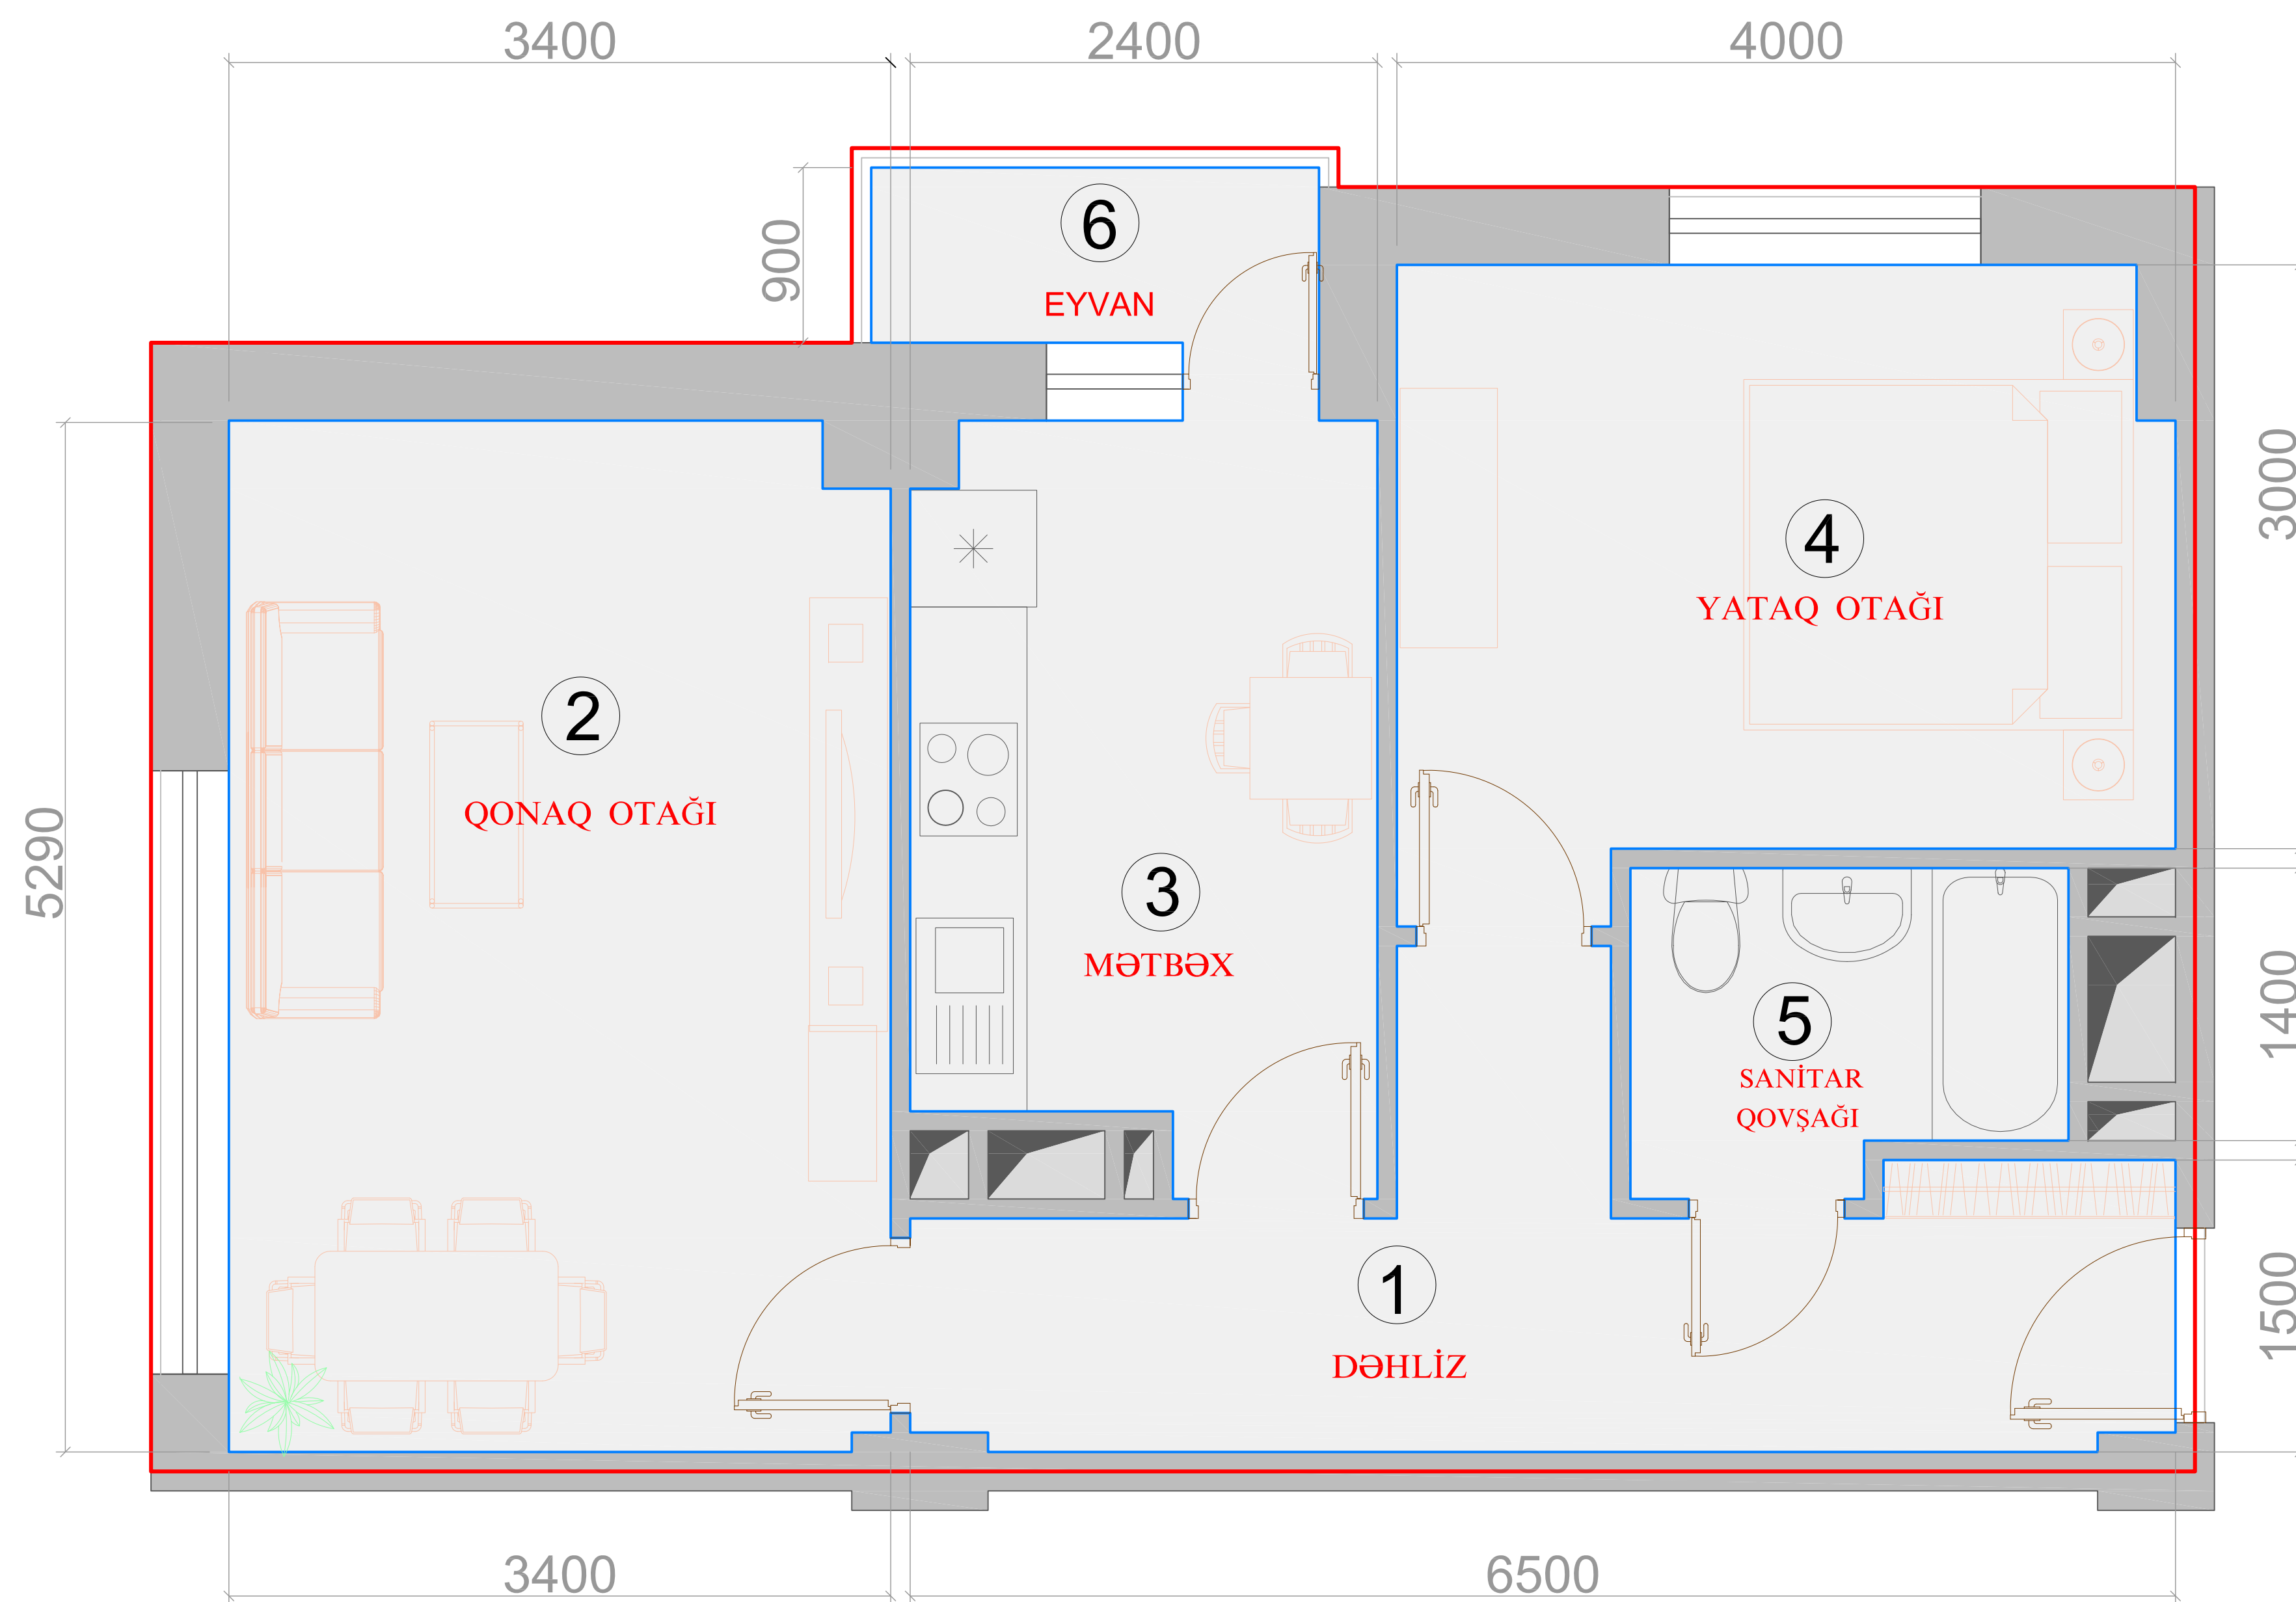 3400 2400 4000
6
900
EYVAN
3000
4
YATAQ OTAĞI
2
QONAQ OTAĞI
5290
3
MƏTBƏX
5
SANİTAR
QOVŞAĞI
1400
1
DƏHLİZ
1500
3400 6500